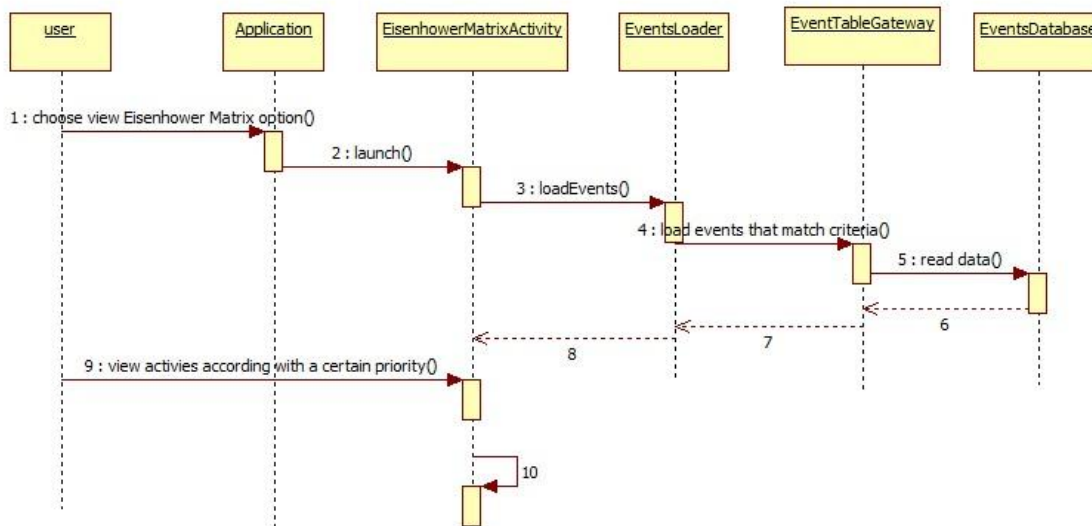 user
Application
EisenhowerMatrixActivity
EventsLoader
EventTableGateway
EventsDatabase
1 : choose view Eisenhower Matrix option()
2 : launch()
3 : loadEvents()
4 : load events that match criteria()
5 : read data()
6
7
8
9 : view activies according with a certain priority()
10